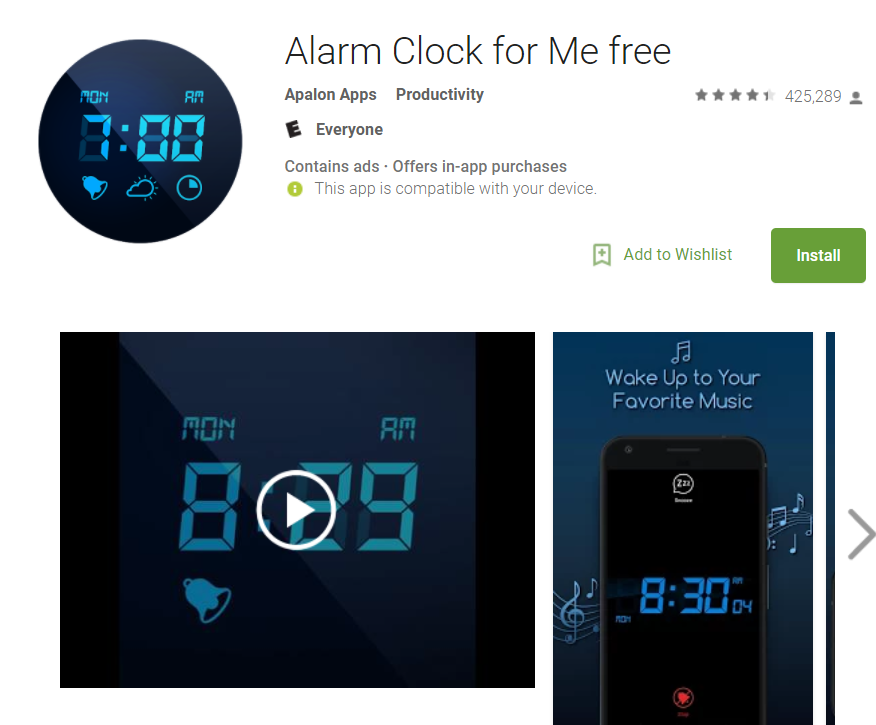 Alarm Clock for Me free
Apalon Apps Productivity
425,289
E Everyone
Contains ads · Offers in-app purchases
This app is compatible with your device.
Add to Wishlist
Install
MON AM
7:00
MON AM
8:29
Wake Up to Your
Favorite Music
Zzz
Snooze
8:30 AM
04
MON
Stop